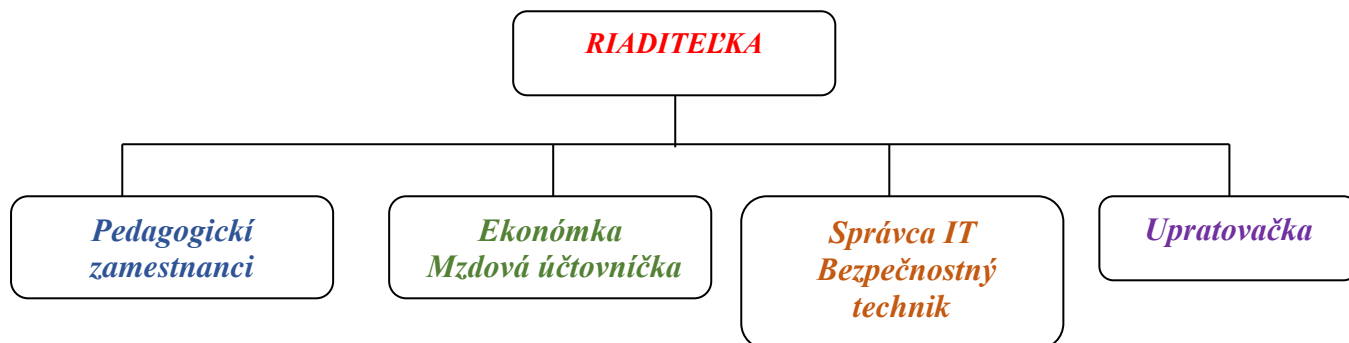 RIADITEĽKA
Pedagogickí
zamestnanci
Ekonómka
Mzdová účtovníčka
Správca IT
Bezpečnostný
technik
Upratovačka